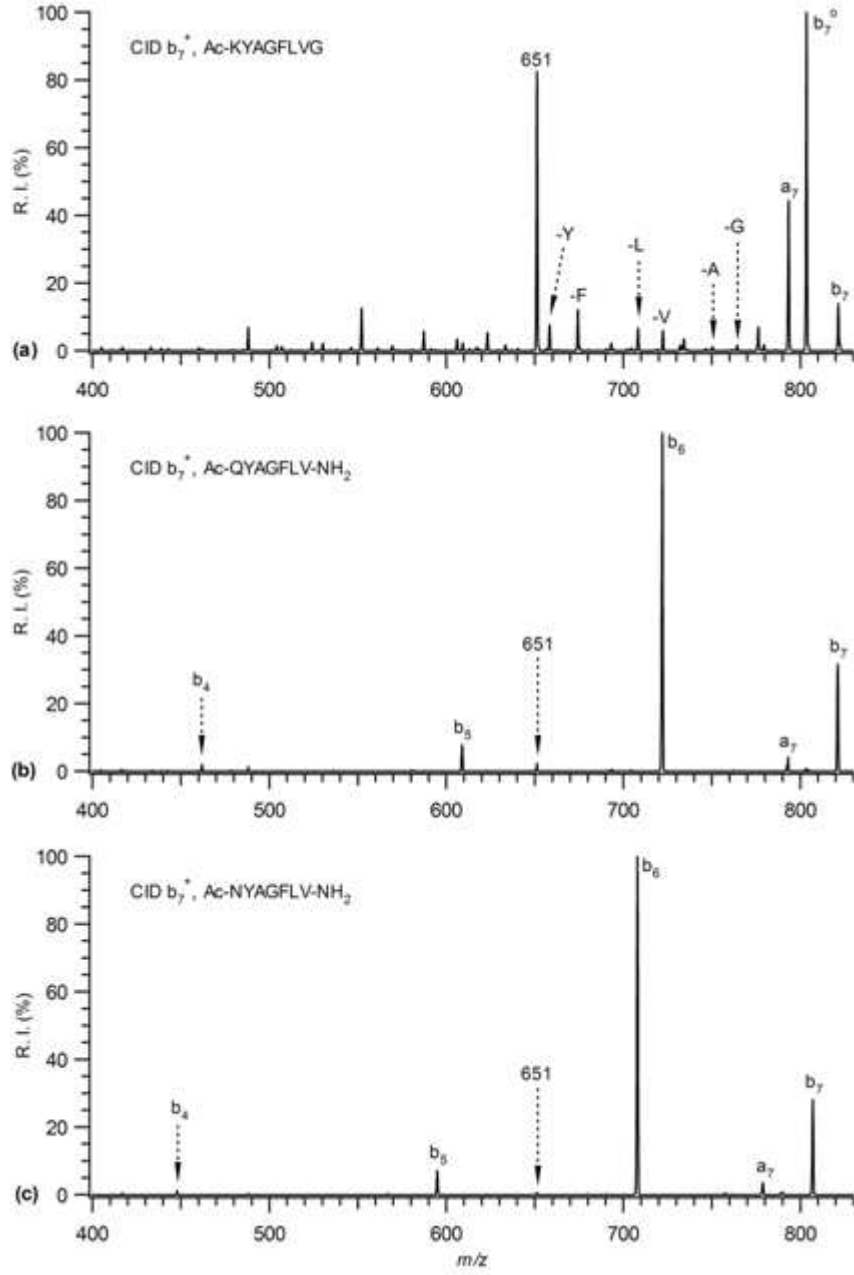 CID b7+, Ac-KYAGFLVG
R. I. (%)
100
80
60
40
20
0
651
b7o
a7
b7
-Y
-F
-L
-V
-A
-G
(a)
400 500 600 700 800
CID b7+, Ac-QYAGFLV-NH2
R. I. (%)
100
80
60
40
20
0
b4
b5
651
b6
a7
b7
(b)
400 500 600 700 800
CID b7+, Ac-NYAGFLV-NH2
R. I. (%)
100
80
60
40
20
0
b4
b5
651
b6
a7
b7
(c)
400 500 600 700 800
m/z